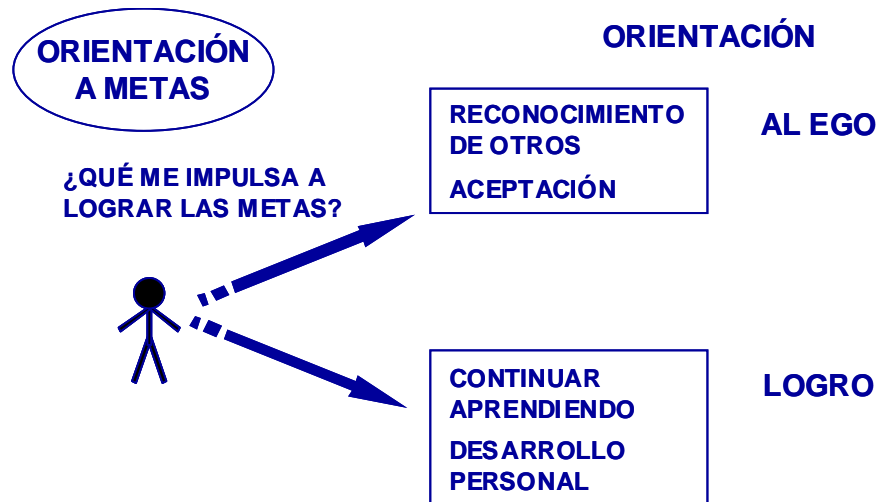 ORIENTACIÓN
A METAS
ORIENTACIÓN
RECONOCIMIENTO
DE OTROS
ACEPTACIÓN
AL EGO
¿QUÉ ME IMPULSA A
LOGRAR LAS METAS?
CONTINUAR
APRENDIENDO
DESARROLLO
PERSONAL
LOGRO